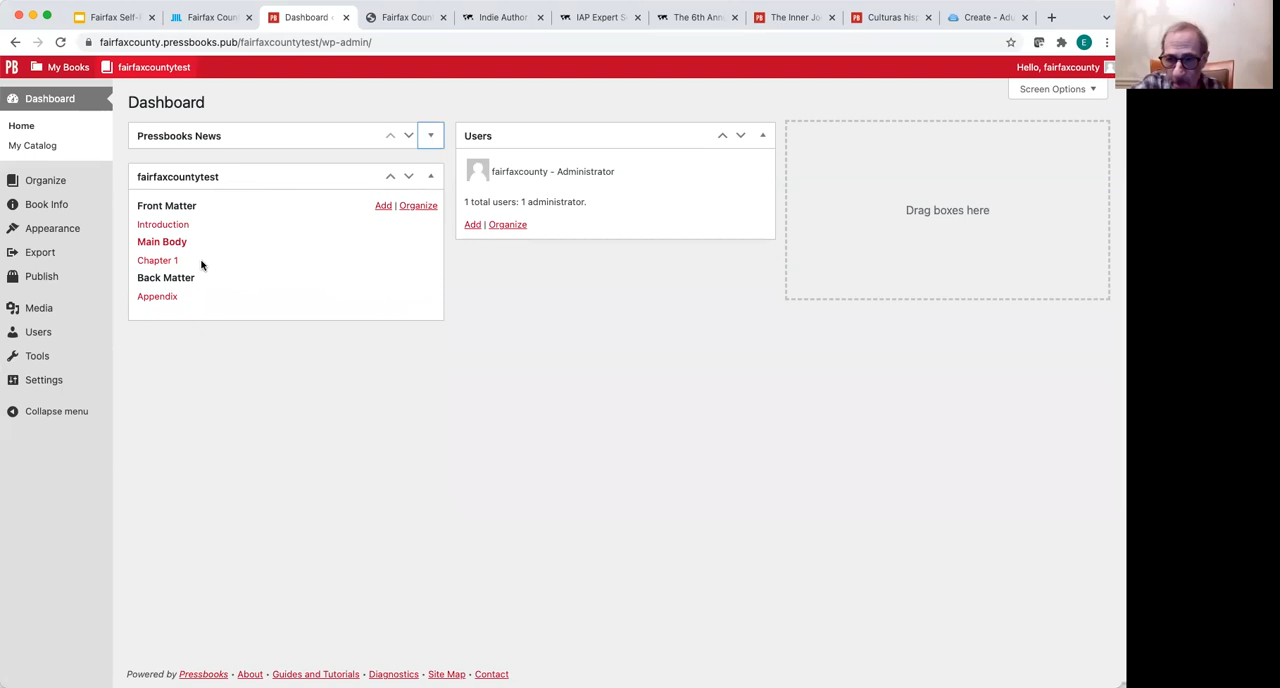 Fairfax Self-
Fairfax Coun
Dashboard
Fairfax Coun
Indie Author
IAP Expert S
The 6th Ann
The Inner Jo
Culturas his
Create - Adu
fairfaxcounty.pressbooks.pub/fairfaxcountytest/wp-admin/
E
PB My Books fairfaxcountytest
Hello, fairfaxcounty
Dashboard
Home
My Catalog
Organize
Book Info
Appearance
Export
Publish
Media
Users
Tools
Settings
Collapse menu
Dashboard
Screen Options
Pressbooks News
fairfaxcountytest
Front Matter
Add | Organize
Introduction
Main Body
Chapter 1
Back Matter
Appendix
Users
fairfaxcounty - Administrator
1 total users: 1 administrator.
Add | Organize
Drag boxes here
Powered by Pressbooks • About • Guides and Tutorials • Diagnostics • Site Map • Contact